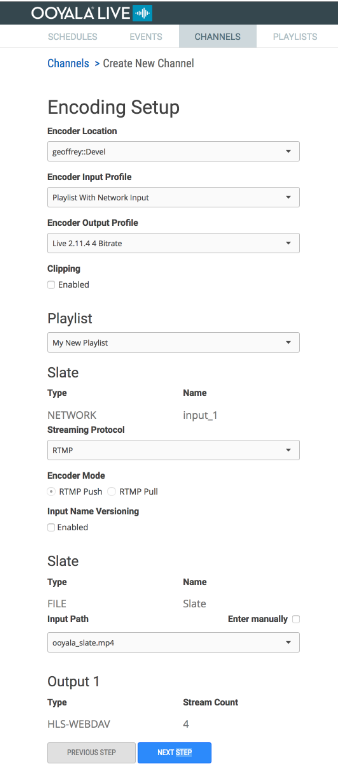 OOYALA LIVE
SCHEDULES EVENTS CHANNELS PLAYLISTS
Channels > Create New Channel
Encoding Setup
Encoder Location
geoffrey::Devel
Encoder Input Profile
Playlist With Network Input
Encoder Output Profile
Live 2.11.4 4 Bitrate
Clipping
Enabled
Playlist
My New Playlist
Slate
Type Name
NETWORK input_1
Streaming Protocol
RTMP
Encoder Mode
RTMP Push RTMP Pull
Input Name Versioning
Enabled
Slate
Type Name
FILE Slate
Input Path Enter manually
ooyala_slate.mp4
Output 1
Type Stream Count
HLS-WEBDAV 4
PREVIOUS STEP NEXT STEP